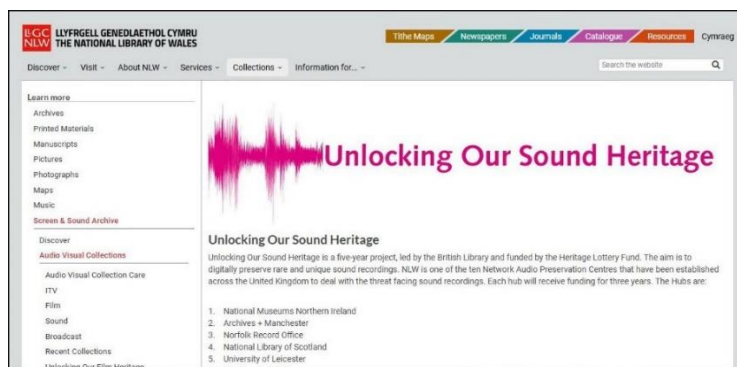 LLGC LLYFRGELL GENEDLAETHOL CYMRU
NLW THE NATIONAL LIBRARY OF WALES
Tithe Maps Newspapers Journals Catalogue Resources Cymraeg
Discover Visit About NLW Services Collections Information for...
Search the website
Learn more
Archives
Printed Materials
Manuscripts
Pictures
Photographs
Maps
Music
Screen & Sound Archive
Discover
Audio Visual Collections
Audio Visual Collection Care
ITV
Film
Sound
Broadcast
Recent Collections
Unlocking Our Film Heritage
Unlocking Our Sound Heritage
Unlocking Our Sound Heritage
Unlocking Our Sound Heritage is a five-year project, led by the British Library and funded by the Heritage Lottery Fund. The aim is to
digitally preserve rare and unique sound recordings. NLW is one of the ten Network Audio Preservation Centres that have been established
across the United Kingdom to deal with the threat facing sound recordings. Each hub will receive funding for three years. The Hubs are:
1. National Museums Northern Ireland
2. Archives + Manchester
3. Norfolk Record Office
4. National Library of Scotland
5. University of Leicester